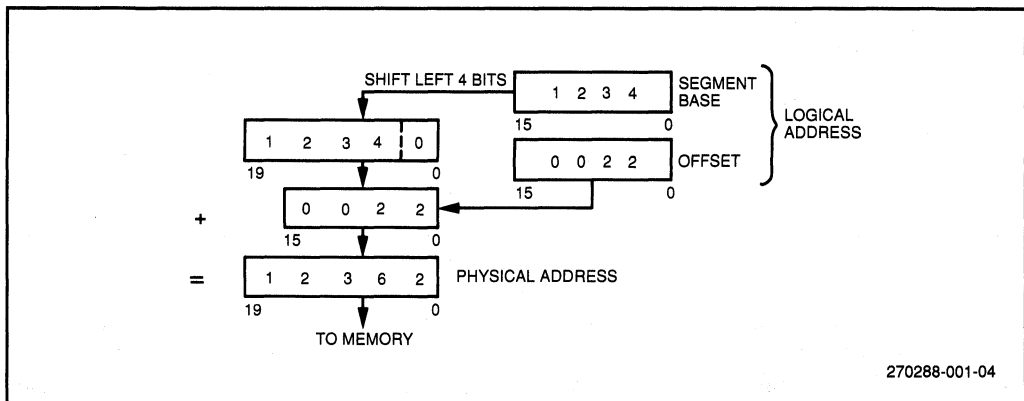 SHIFT LEFT 4 BITS
1 2 3 4
SEGMENT
BASE
15 0
LOGICAL
ADDRESS
1 2 3 4 0
19 0
0 0 2 2
OFFSET
15 0
+
0 0 2 2
15 0
=
1 2 3 6 2
PHYSICAL ADDRESS
19 0
TO MEMORY
270288-001-04